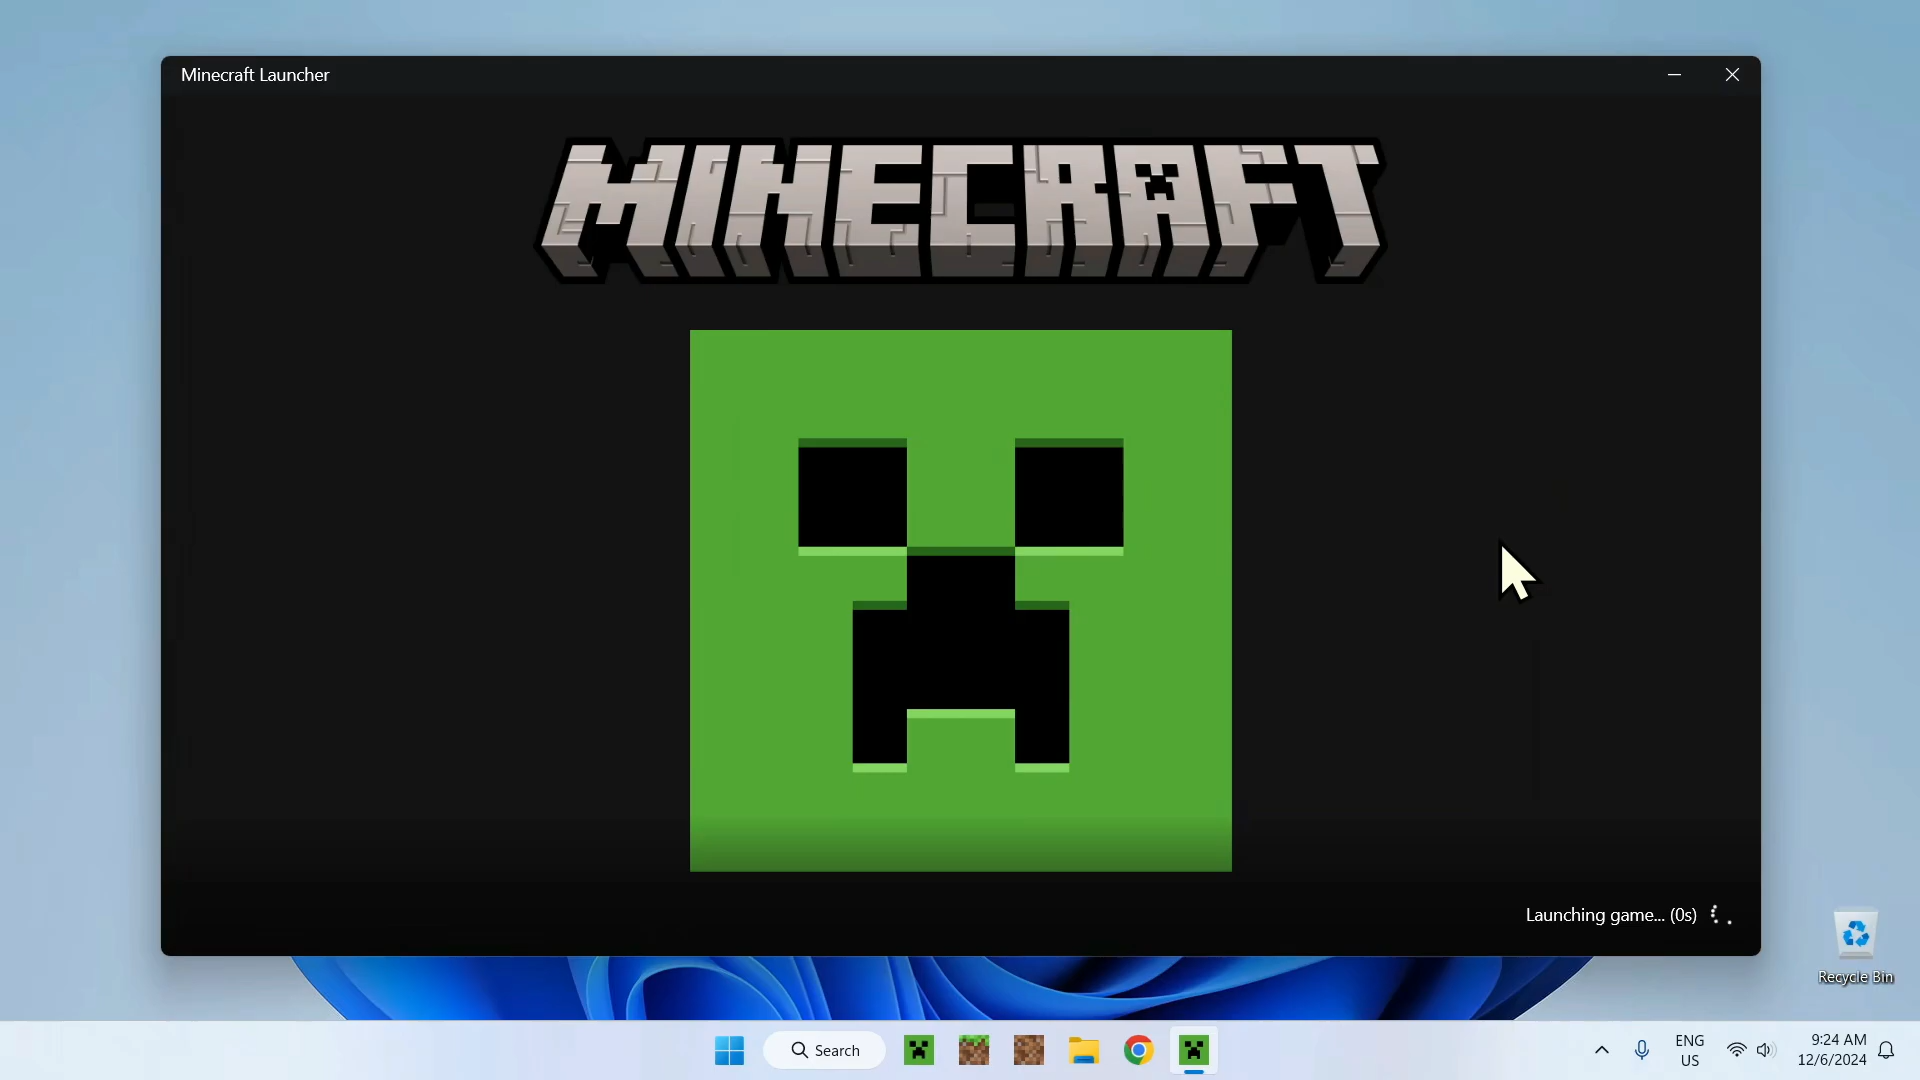 Minecraft Launcher
MINECRAFT
Launching game... (0s)
Recycle Bin
Search
ENG
US
9:24 AM
12/6/2024